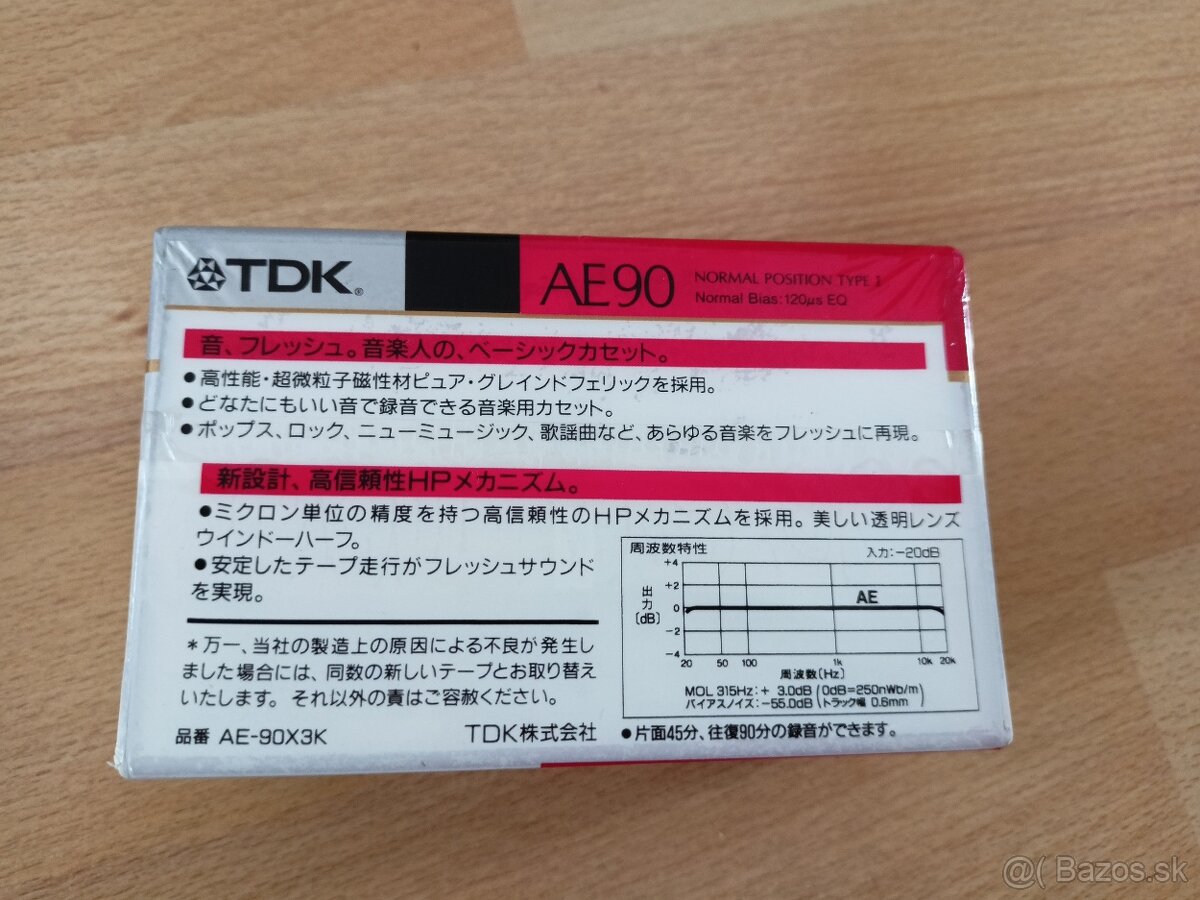 TDK®
AE90
NORMAL POSITION TYPE I
Normal Bias:120μs EQ
音、フレッシュ。音楽人の、ベーシックカセット。
●高性能・超微粒子磁性材ピュア・グレインドフェリックを採用。
●どなたにもいい音で録音できる音楽用カセット。
●ポップス、ロック、ニューミュージック、歌謡曲など、あらゆる音楽をフレッシュに再現。
新設計、高信頼性HPメカニズム。
●ミクロン単位の精度を持つ高信頼性のHPメカニズムを採用。美しい透明レンズ
ウインドーハーフ。
●安定したテープ走行がフレッシュサウンド
を実現。
*万一、当社の製造上の原因による不良が発生し
ました場合には、同数の新しいテープとお取り替え
いたします。それ以外の責はご容赦ください。
品番 AE-90X3K
TDK株式会社
周波数特性
入力:-20dB
出力
(dB)
+4
+2
0
-2
-4
AE
20 50 100 1k 10k 20k
周波数(Hz)
MOL 315Hz:+ 3.0dB (0dB=250nWb/m)
バイアスノイズ:-55.0dB (トラック幅 0.6mm)
●片面45分、往復90分の録音ができます。
@( Bazos.sk